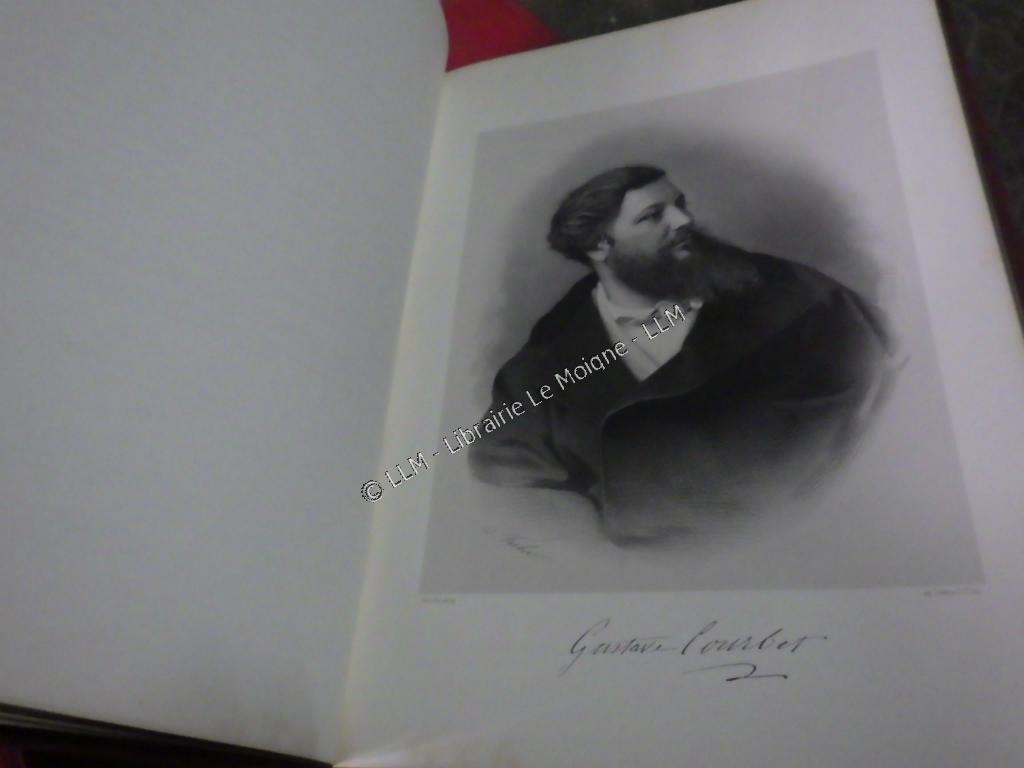 © LLM - Librairie Le Moigne - LLM
Gustave Courbet